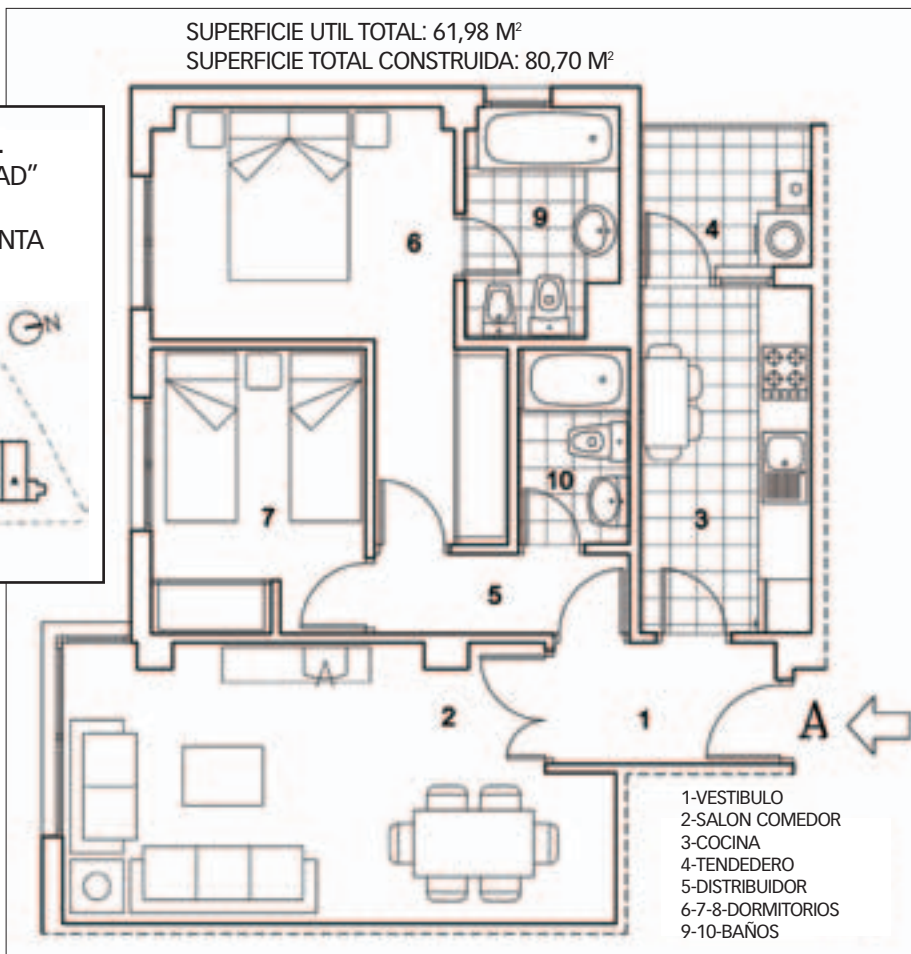 SUPERFICIE UTIL TOTAL: 61,98 M²
SUPERFICIE TOTAL CONSTRUIDA: 80,70 M²
AD"
NTA
N
6
9
4
7
10
3
5
2
1
A
1-VESTIBULO
2-SALON COMEDOR
3-COCINA
4-TENDEDERO
5-DISTRIBUIDOR
6-7-8-DORMITORIOS
9-10-BAÑOS